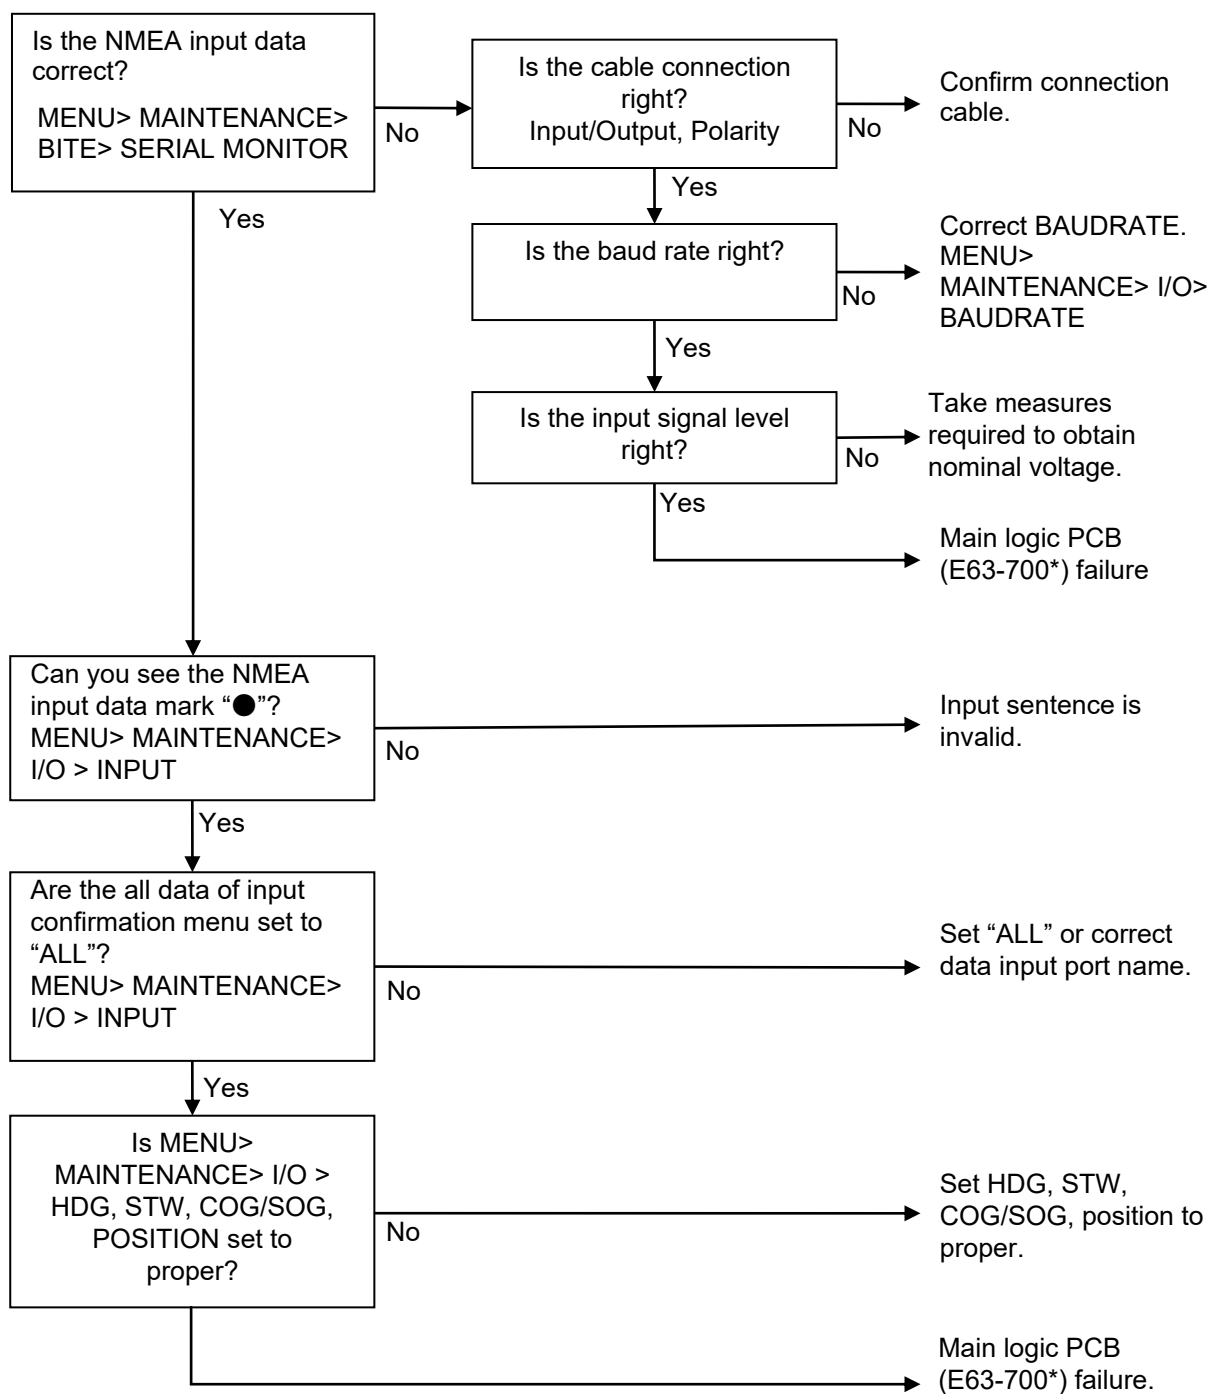 Is the NMEA input data
correct?
MENU> MAINTENANCE>
BITE> SERIAL MONITOR
No
Is the cable connection
right?
Input/Output, Polarity
No
Confirm connection
cable.
Yes
Yes
Is the baud rate right?
No
Correct BAUDRATE.
MENU>
MAINTENANCE> I/O>
BAUDRATE
Yes
Is the input signal level
right?
No
Take measures
required to obtain
nominal voltage.
Yes
Main logic PCB
(E63-700*) failure
Can you see the NMEA
input data mark “●”?
MENU> MAINTENANCE>
I/O > INPUT
No
Input sentence is
invalid.
Yes
Are the all data of input
confirmation menu set to
“ALL”?
MENU> MAINTENANCE>
I/O > INPUT
No
Set “ALL” or correct
data input port name.
Yes
Is MENU>
MAINTENANCE> I/O >
HDG, STW, COG/SOG,
POSITION set to
proper?
No
Set HDG, STW,
COG/SOG, position to
proper.
Main logic PCB
(E63-700*) failure.